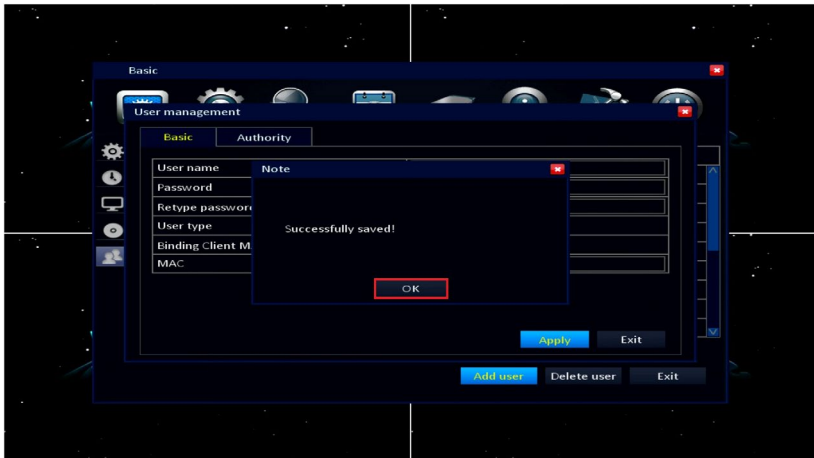 Basic
User management
Basic
Authority
User name
Password
Retype password
User type
Binding Client M
MAC
Note
Successfully saved!
OK
Apply
Exit
Add user
Delete user
Exit